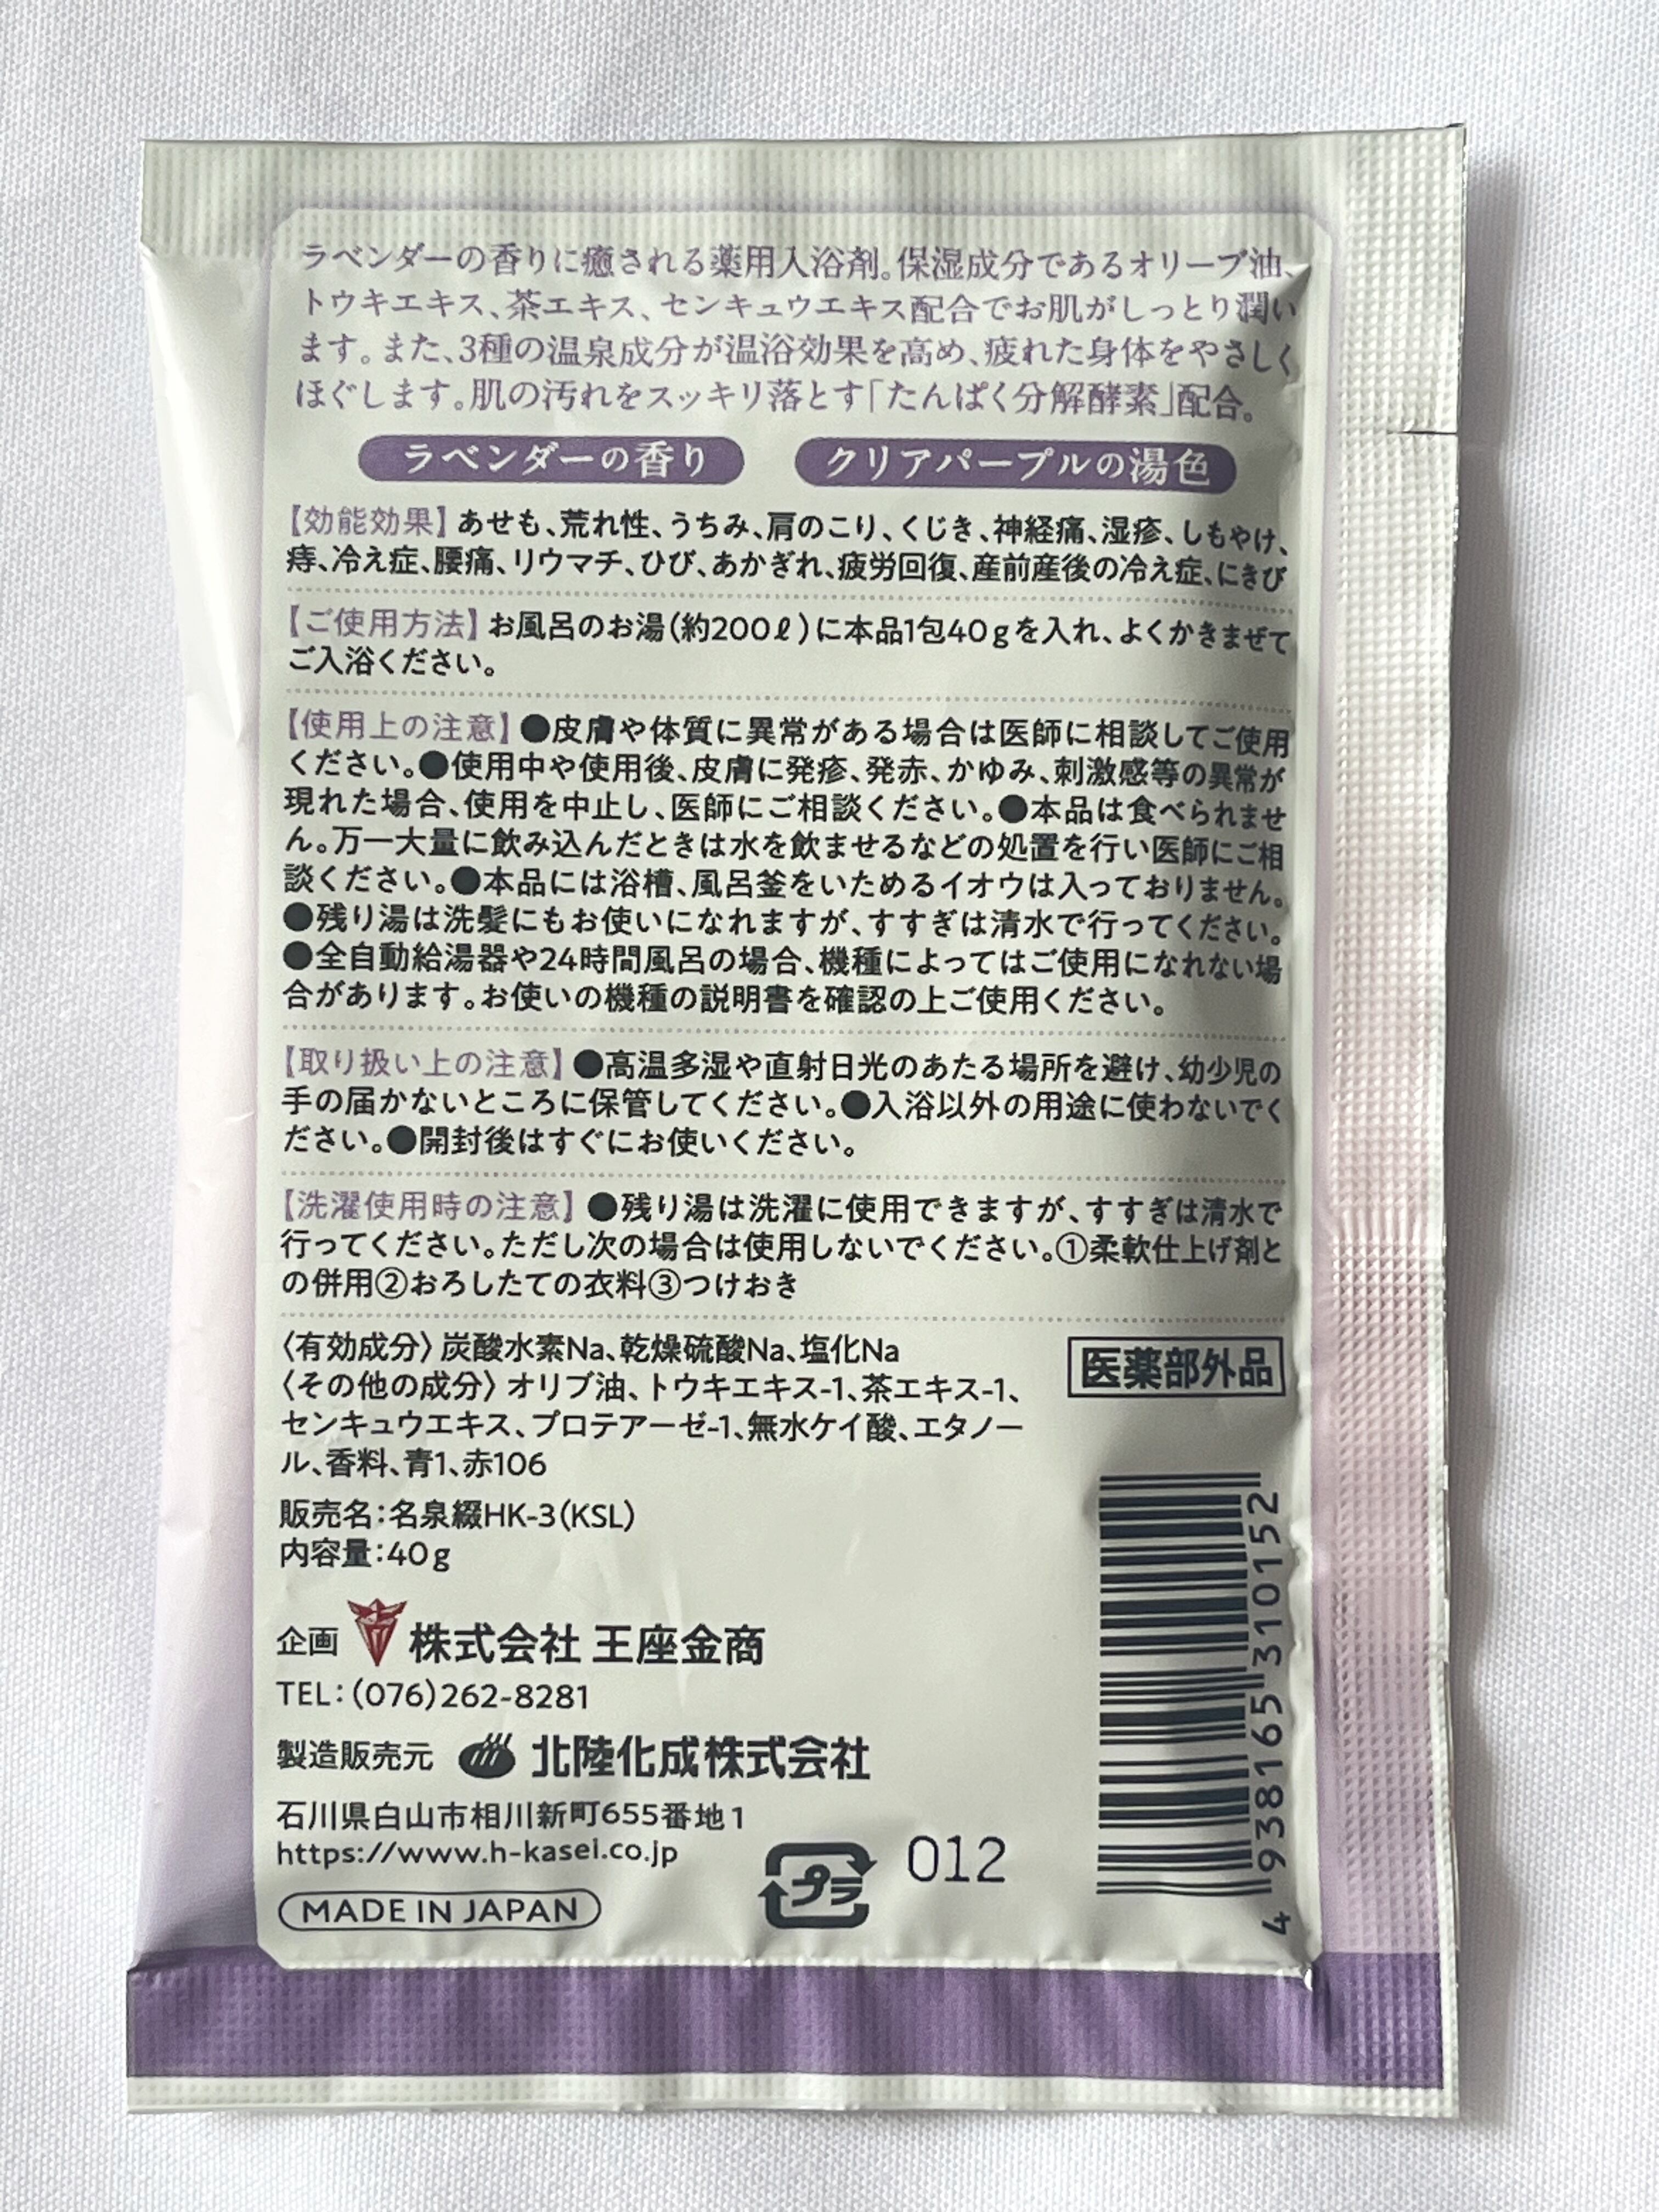 ラベンダーの香りに癒される薬用入浴剤。保湿成分であるオリーブ油、
トウキエキス、茶エキス、センキュウエキス配合でお肌がしっとり潤い
ます。また、3種の温泉成分が温浴効果を高め、疲れた身体をやさしく
ほぐします。肌の汚れをスッキリ落とす「たんぱく分解酵素」配合。
ラベンダーの香り クリアパープルの湯色
【効能効果】あせも、荒れ性、うちみ、肩のこり、くじき、神経痛、湿疹、しもやけ、
痔、冷え症、腰痛、リウマチ、ひび、あかぎれ、疲労回復、産前産後の冷え症、にきび
【ご使用方法】お風呂のお湯(約200ℓ)に本品1包40gを入れ、よくかきまぜて
ご入浴ください。
【使用上の注意】●皮膚や体質に異常がある場合は医師に相談してご使用
ください。●使用中や使用後、皮膚に発疹、発赤、かゆみ、刺激感等の異常が
現れた場合、使用を中止し、医師にご相談ください。●本品は食べられませ
ん。万一大量に飲み込んだときは水を飲ませるなどの処置を行い医師にご相
談ください。●本品には浴槽、風呂釜をいためるイオウは入っておりません。
●残り湯は洗髪にもお使いになれますが、すすぎは清水で行ってください。
●全自動給湯器や24時間風呂の場合、機種によってはご使用になれない場
合があります。お使いの機種の説明書を確認の上ご使用ください。
【取り扱い上の注意】●高温多湿や直射日光のあたる場所を避け、幼少児の
手の届かないところに保管してください。●入浴以外の用途に使わないでく
ださい。●開封後はすぐにお使いください。
【洗濯使用時の注意】●残り湯は洗濯に使用できますが、すすぎは清水で
行ってください。ただし次の場合は使用しないでください。①柔軟仕上げ剤と
の併用②おろしたての衣料③つけおき
〈有効成分〉炭酸水素Na、乾燥硫酸Na、塩化Na
〈その他の成分〉オリブ油、トウキエキス-1、茶エキス-1、
センキュウエキス、プロテアーゼ-1、無水ケイ酸、エタノー
ル、香料、青1、赤106
医薬部外品
販売名:名泉綴HK-3(KSL)
内容量:40g
企画 株式会社 王座金商
TEL:(076)262-8281
製造販売元 北陸化成株式会社
石川県白山市相川新町655番地1
https://www.h-kasei.co.jp
MADE IN JAPAN
プラ
012
4 938165 310152